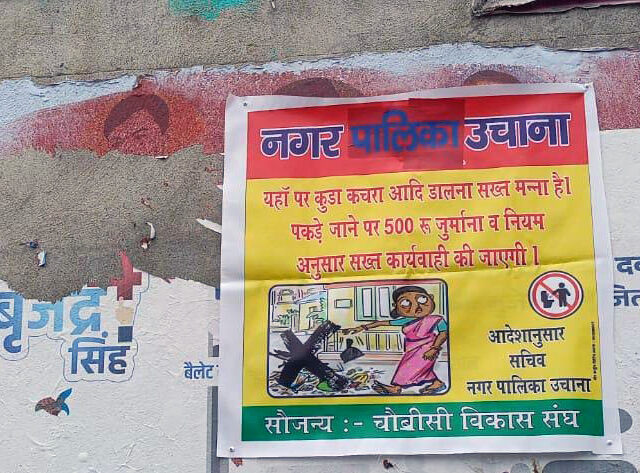 नगर पालिका उचाना
यहाँ पर कुडा कचरा आदि डालना सख्त मन्ना है।
पकड़े जाने पर 500 रू जुर्माना व नियम
अनुसार सख्त कार्यवाही की जाएगी।
आदेशानुसार
सचिव
नगर पालिका उचाना
सौजन्य :- चौबीसी विकास संघ
सिंह
बैलेट